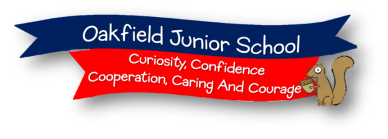 Oakfield Junior School
Curiosity, Confidence
Cooperation, Caring And Courage